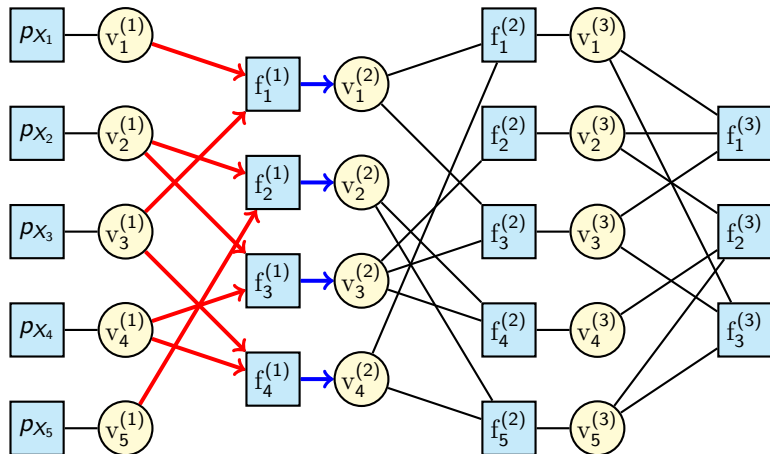 p_{X_1} v_1^{(1)} f_1^{(2)} v_1^{(3)}
f_1^{(1)} v_1^{(2)}
p_{X_2} v_2^{(1)} f_2^{(2)} v_2^{(3)} f_1^{(3)}
f_2^{(1)} v_2^{(2)}
p_{X_3} v_3^{(1)} f_3^{(2)} v_3^{(3)} f_2^{(3)}
f_3^{(1)} v_3^{(2)}
p_{X_4} v_4^{(1)} f_4^{(2)} v_4^{(3)} f_3^{(3)}
f_4^{(1)} v_4^{(2)}
p_{X_5} v_5^{(1)} f_5^{(2)} v_5^{(3)}